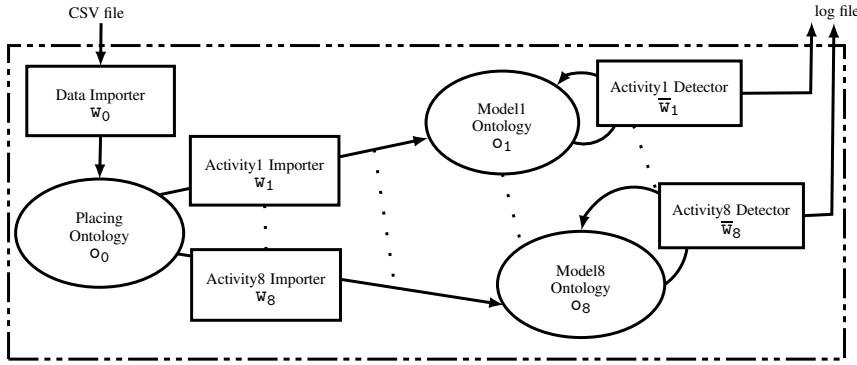 CSV file
log file
Data Importer
w0
Activity1 Importer
w1
Placing
Ontology
o0
Activity8 Importer
w8
Model1
Ontology
o1
Activity1 Detector
w̅1
Model8
Ontology
o8
Activity8 Detector
w̅8